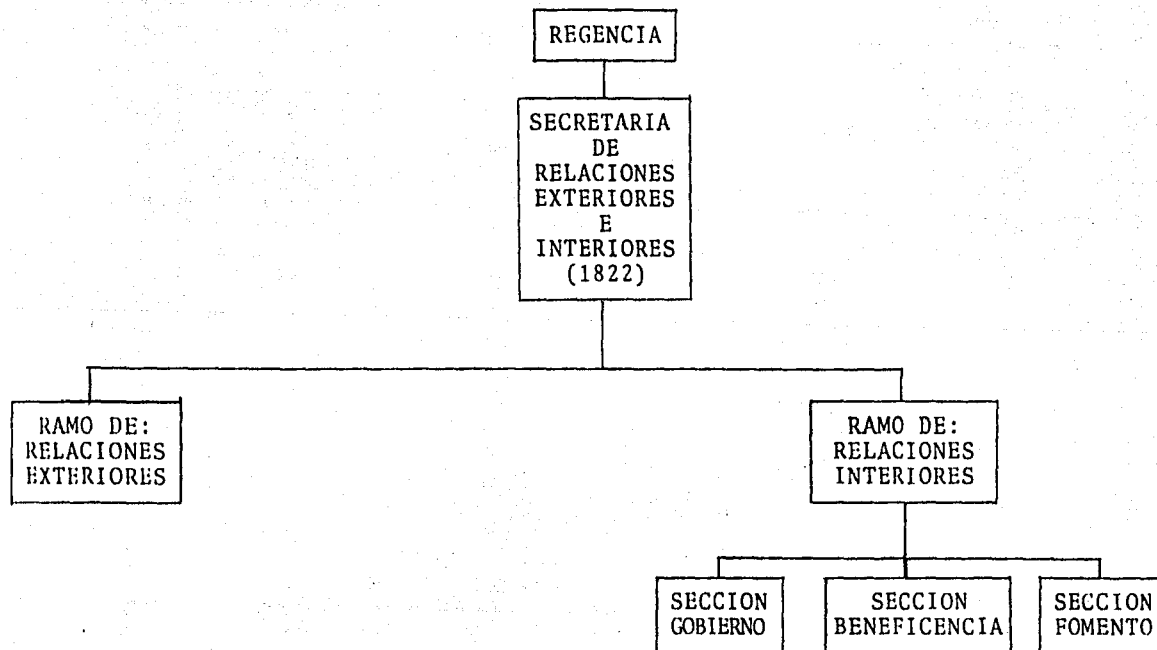 REGENCIA
SECRETARIA
DE
RELACIONES
EXTERIORES
E
INTERIORES
(1822)
RAMO DE:
RELACIONES
EXTERIORES
RAMO DE:
RELACIONES
INTERIORES
SECCION
GOBIERNO
SECCION
BENEFICENCIA
SECCION
FOMENTO